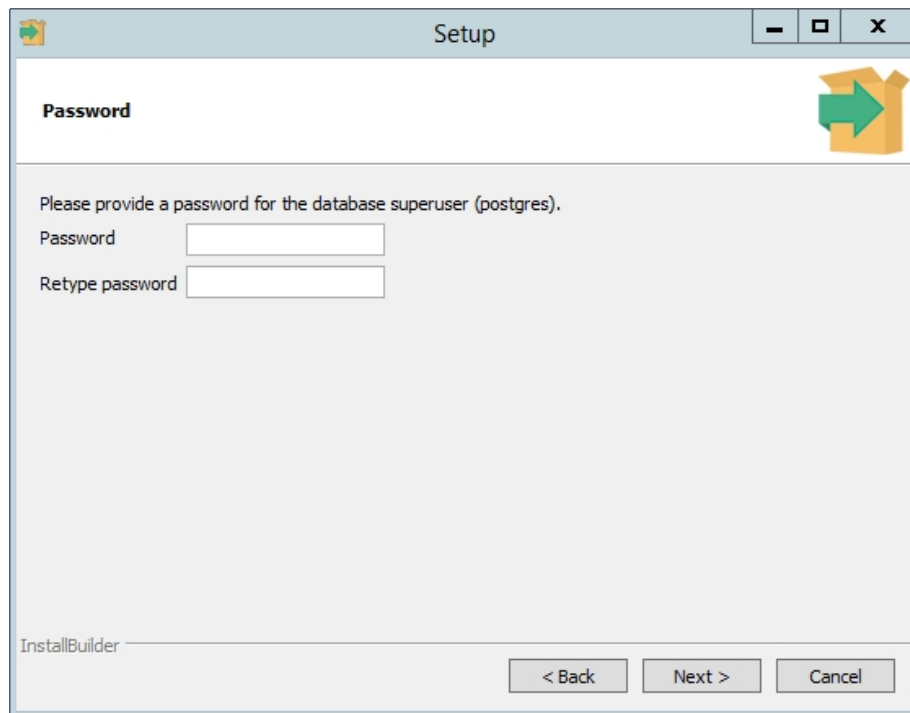 Setup
Password
Please provide a password for the database superuser (postgres).
Password
Retype password
InstallBuilder
< Back Next > Cancel